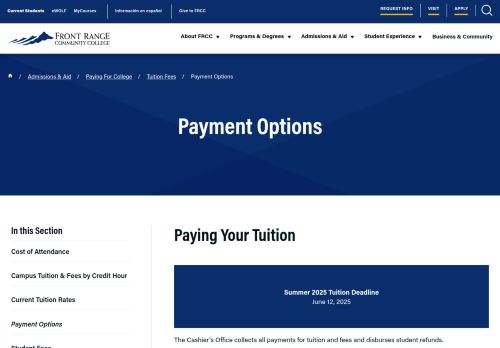 Current Students eWOLF MyCourses Información en español Give to FRCC REQUEST INFO VISIT APPLY
FRONT RANGE
COMMUNITY COLLEGE
About FRCC Programs & Degrees Admissions & Aid Student Experience Business & Community
/ Admissions & Aid / Paying For College / Tuition Fees / Payment Options
Payment Options
In this Section
Cost of Attendance
Campus Tuition & Fees by Credit Hour
Current Tuition Rates
Payment Options
Student Fees
Paying Your Tuition
Summer 2025 Tuition Deadline
June 12, 2025
The Cashier's Office collects all payments for tuition and fees and disburses student refunds.